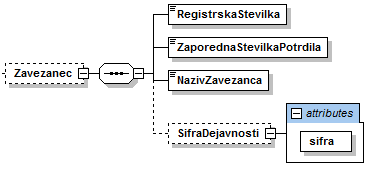 RegistrskaStevilka
ZaporednaStevilkaPotrdila
Zavezanec
NazivZavezanca
attributes
SifraDejavnosti
sifra